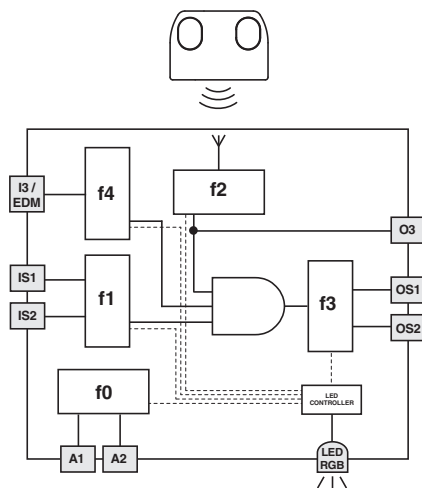 f4
f2
I3 /
EDM
O3
IS1
f1
f3
OS1
IS2
OS2
f0
LED
CONTROLLER
A1
A2
LED
RGB